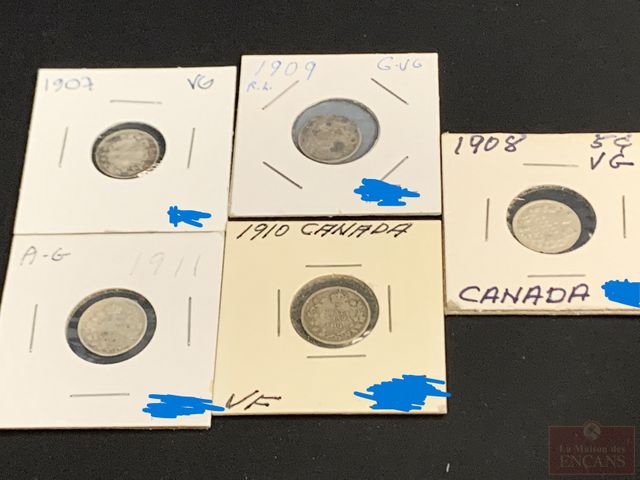 1907 VG
1909 G-VG
R.L.
1908 5¢
VG
CANADA
A-G 1911
1910 CANADA
VF
La Maison des
ENCANS